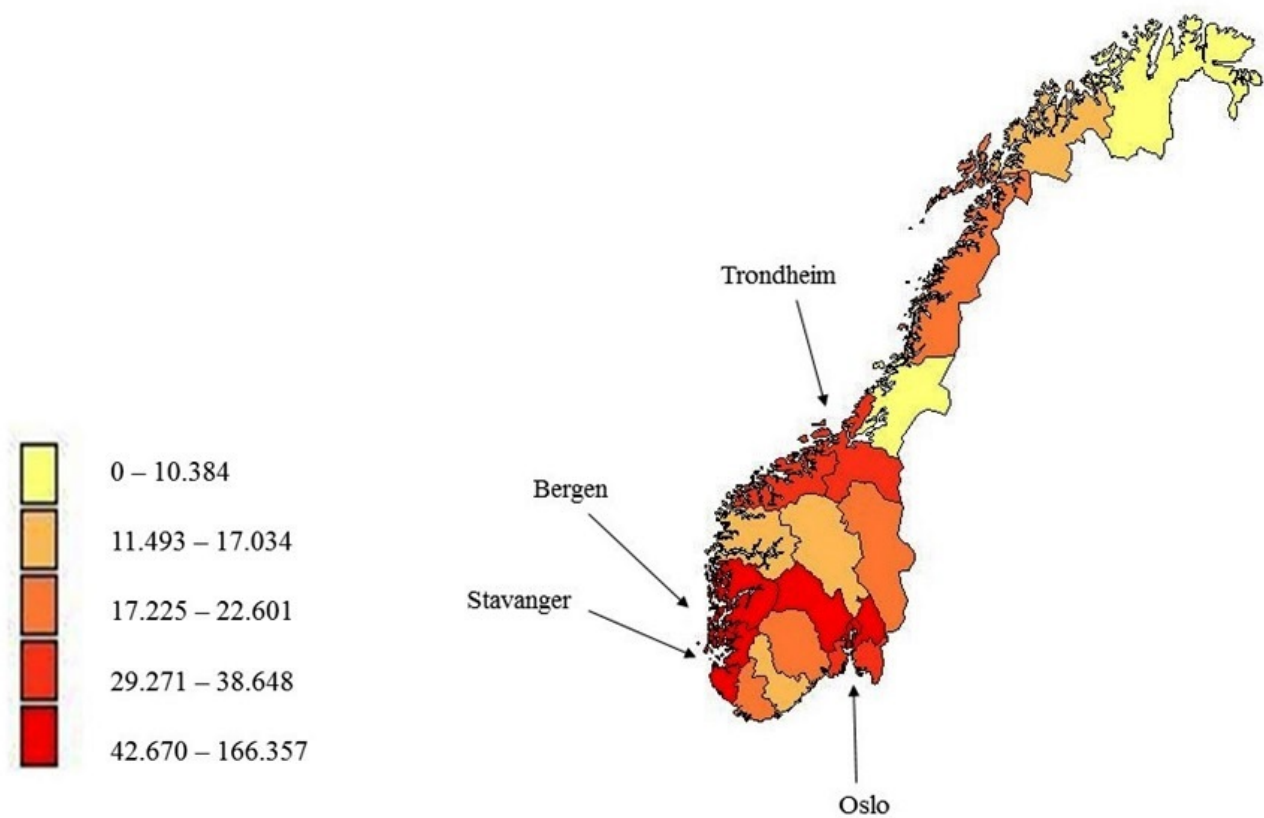 Trondheim
Bergen
Stavanger
0 – 10.384
11.493 – 17.034
17.225 – 22.601
29.271 – 38.648
42.670 – 166.357
Oslo